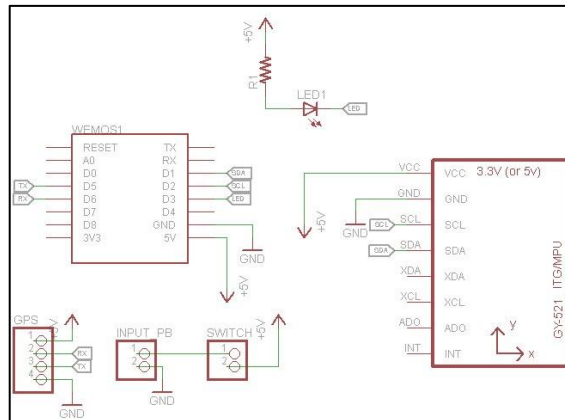 +5V
R1
LED1
LED
WEMOS1
RESET TX
A0 RX
D0 D1 SDA
TX D5 D2 SCL
RX D6 D3 LED
D7 D4
D8 GND
3V3 5V
GND
+5V
VCC VCC 3.3V (or 5v)
GND GND
GND
+5V
SCL SCL SCL
SDA SDA SDA
XDA XDA
XCL XCL
ADO ADO
INT INT
GY-521 ITG/MPU
y
x
GPS
+5V
1
2 RX
3 TX
4
GND
INPUT_PB
1
2
GND
SWITCH
+5V
1
2